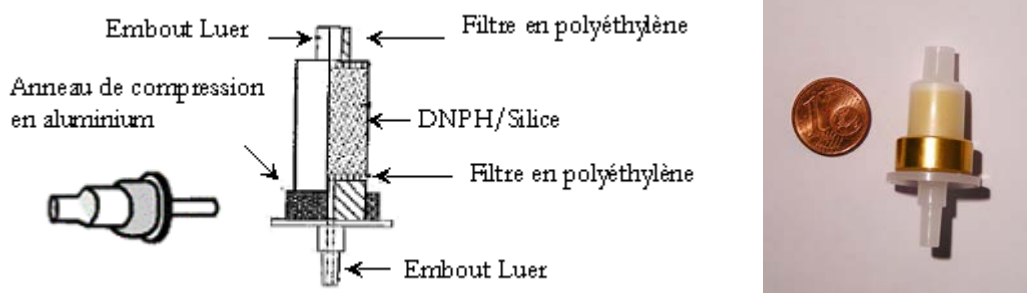 Embout Luer
Filtre en polyéthylène
Anneau de compression
en aluminium
DNPH/Silice
Filtre en polyéthylène
Embout Luer